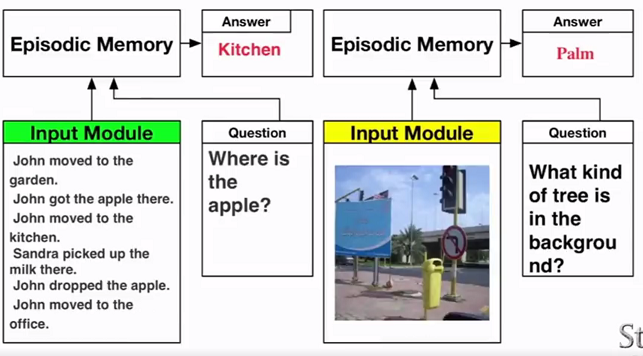 Episodic Memory
Answer
Kitchen
Input Module
John moved to the
garden.
John got the apple there.
John moved to the
kitchen.
Sandra picked up the
milk there.
John dropped the apple.
John moved to the
office.
Question
Where is
the
apple?
Episodic Memory
Answer
Palm
Input Module
Question
What kind
of tree is
in the
backgrou
nd?
St